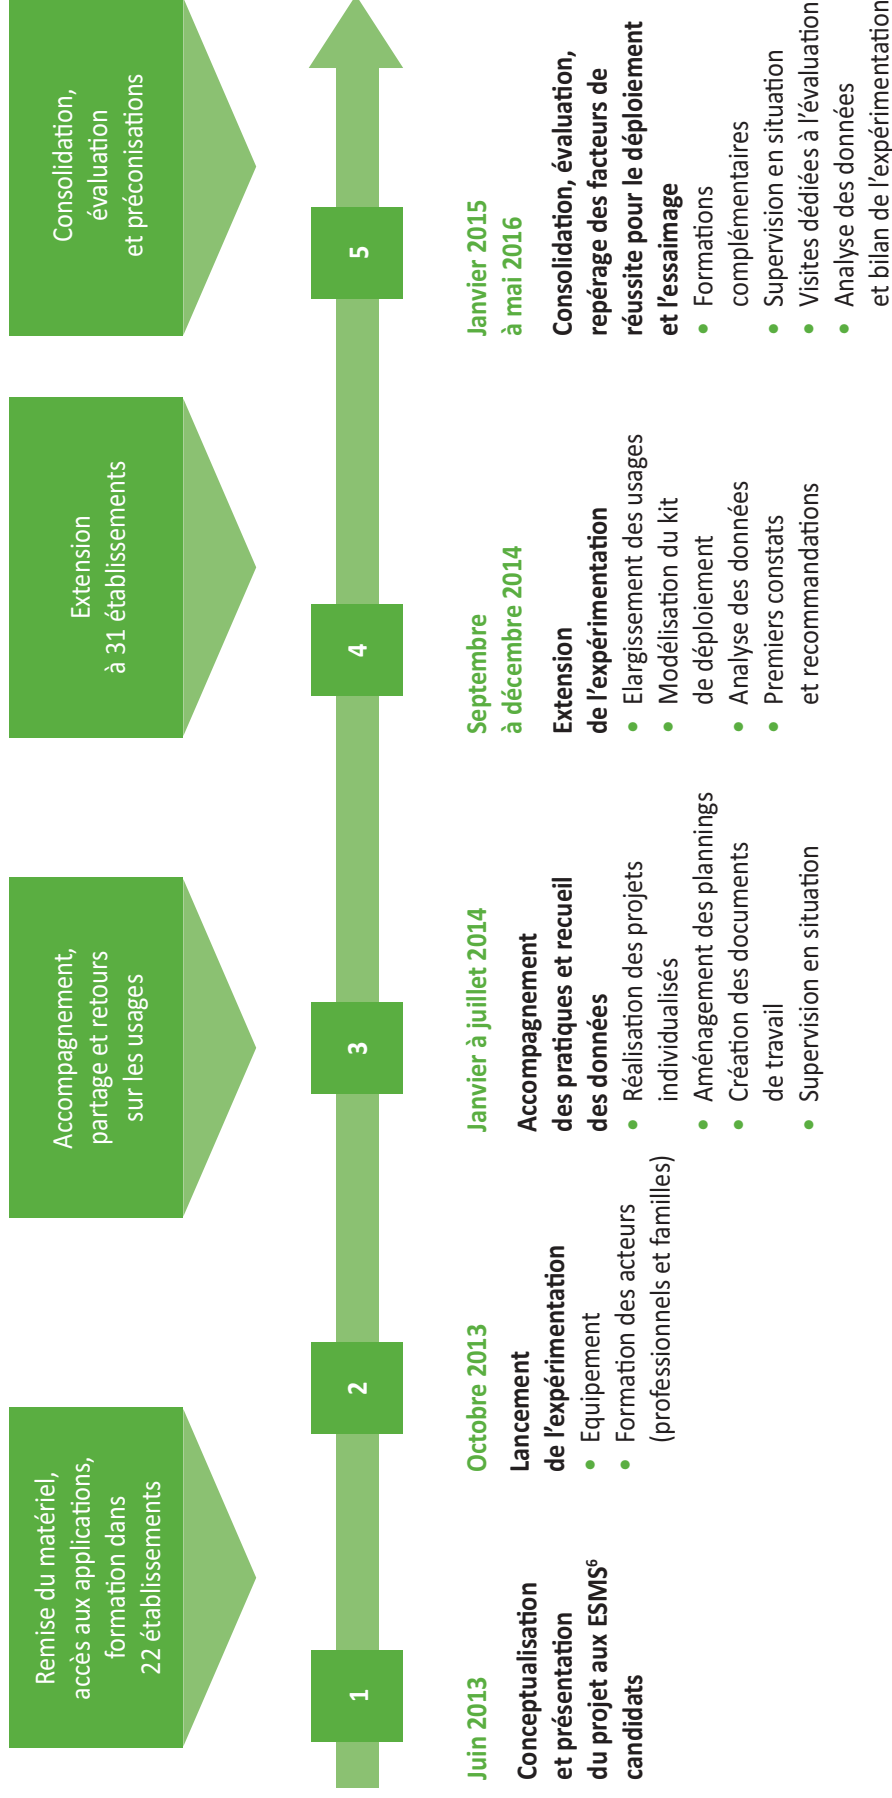 Remise du matériel,
accès aux applications,
formation dans
22 établissements
Accompagnement,
partage et retours
sur les usages
Extension
à 31 établissements
Consolidation,
évaluation
et préconisations
1
2
3
4
5
Juin 2013
Conceptualisation
et présentation
du projet aux ESMS⁶
candidats
Octobre 2013
Lancement
de l'expérimentation
• Equipement
• Formation des acteurs
(professionnels et familles)
Janvier à juillet 2014
Accompagnement
des pratiques et recueil
des données
• Réalisation des projets
individualisés
• Aménagement des plannings
• Création des documents
de travail
• Supervision en situation
Septembre
à décembre 2014
Extension
de l'expérimentation
• Elargissement des usages
• Modélisation du kit
de déploiement
• Analyse des données
• Premiers constats
et recommandations
Janvier 2015
à mai 2016
Consolidation, évaluation,
repérage des facteurs de
réussite pour le déploiement
et l'essaimage
• Formations
complémentaires
• Supervision en situation
• Visites dédiées à l'évaluation
• Analyse des données
et bilan de l'expérimentation